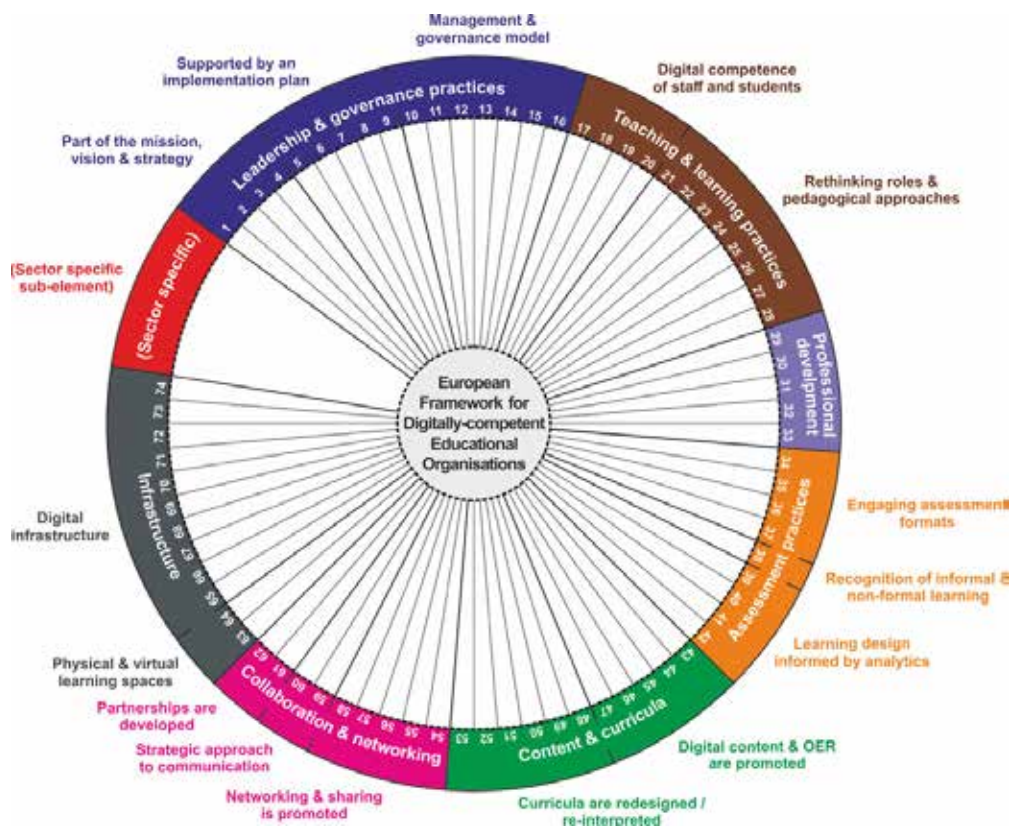 Management &
governance model
Supported by an
implementation plan
Part of the mission,
vision & strategy
Digital competence
of staff and students
Rethinking roles &
pedagogical approaches
(Sector specific
sub-element)
Leadership & governance practices
Teaching & learning practices
Professional
develpment
Assessment practices
Content & curricula
Collaboration & networking
Infrastructure
(Sector specific)
1 2 3 4 5 6 7 8 9 10 11 12 13 14 15 16
17 18 19 20 21 22 23 24 25 26 27 28
29 30 31 32 33
34 35 36 37 38 39 40 41 42
43 44 45 46 47 48 49 50 51 52 53
54 55 56 57 58 59 60 61 62
63 64 65 66 67 68 69 70 71 72 73 74
European
Framework for
Digitally-competent
Educational
Organisations
Engaging assessment
formats
Recognition of informal &
non-formal learning
Learning design
informed by analytics
Digital content & OER
are promoted
Curricula are redesigned /
re-interpreted
Networking & sharing
is promoted
Strategic approach
to communication
Partnerships are
developed
Physical & virtual
learning spaces
Digital
infrastructure